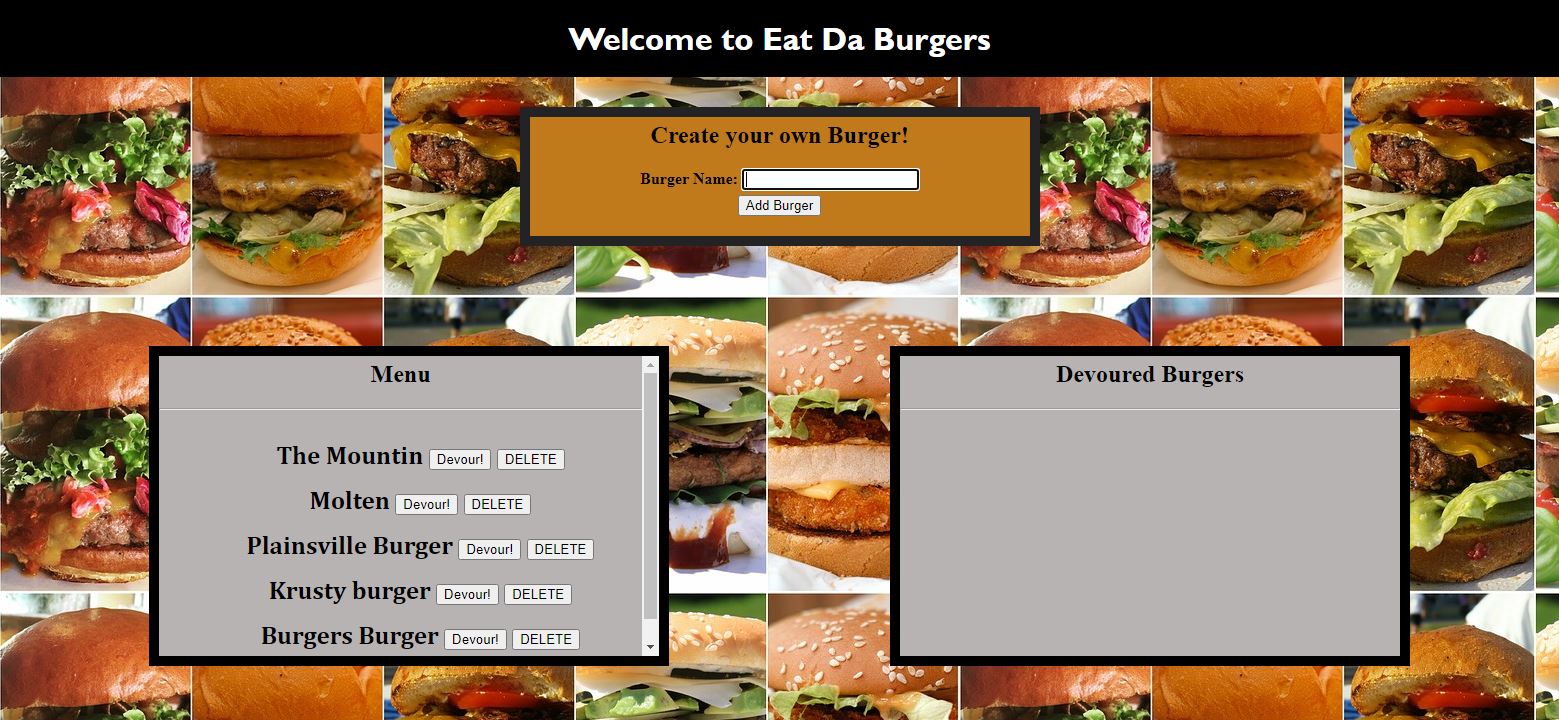 Welcome to Eat Da Burgers
Create your own Burger!
Burger Name:
Add Burger
Menu
The Mountin Devour! DELETE
Molten Devour! DELETE
Plainsville Burger Devour! DELETE
Krusty burger Devour! DELETE
Burgers Burger Devour! DELETE
Devoured Burgers